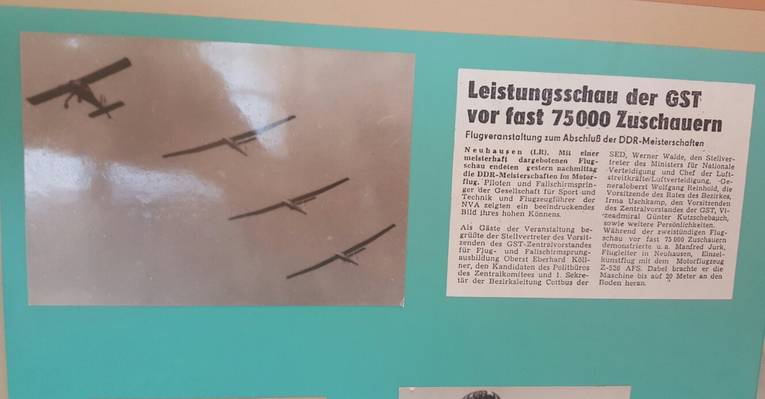 Leistungsschau der GST
vor fast 75000 Zuschauern
Flugveranstaltung zum Abschluß der DDR-Meisterschaften
Neuhausen (LR). Mit einer
meisterhaft dargebotenen Flug-
schau endeten gestern nachmittag
die DDR-Meisterschaften im Motor-
flug. Piloten und Fallschirmsprin-
ger der Gesellschaft für Sport und
Technik und Flugzeugführer der
NVA zeigten ein beeindruckendes
Bild ihres hohen Könnens.
Als Gäste der Veranstaltung be-
grüßte der Stellvertreter des Vorsit-
zenden des GST-Zentralvorstandes
für Flug- und Fallschirmsprung-
ausbildung Oberst Eberhard Köll-
ner, den Kandidaten des Politbüros
des Zentralkomitees und 1. Sekre-
tär der Bezirksleitung Cottbus der
SED, Werner Walde, den Stellver-
treter des Ministers für Nationale
Verteidigung und Chef der Luft-
streitkräfte/Luftverteidigung, Ge-
neraloberst Wolfgang Reinhold, die
Vorsitzende des Rates des Bezirkes,
Irma Uschkamp, den Vorsitzenden
des Zentralvorstandes der GST, Vi-
zeadmiral Günter Kutzschebauch,
sowie weitere Persönlichkeiten.
Während der zweistündigen Flug-
schau vor fast 75 000 Zuschauern
demonstrierte u. a. Manfred Jurk,
Flugleiter in Neuhausen, Einzel-
kunstflug mit dem Motorflugzeug
Z-526 AFS. Dabei brachte er die
Maschine bis auf 20 Meter an den
Boden heran.